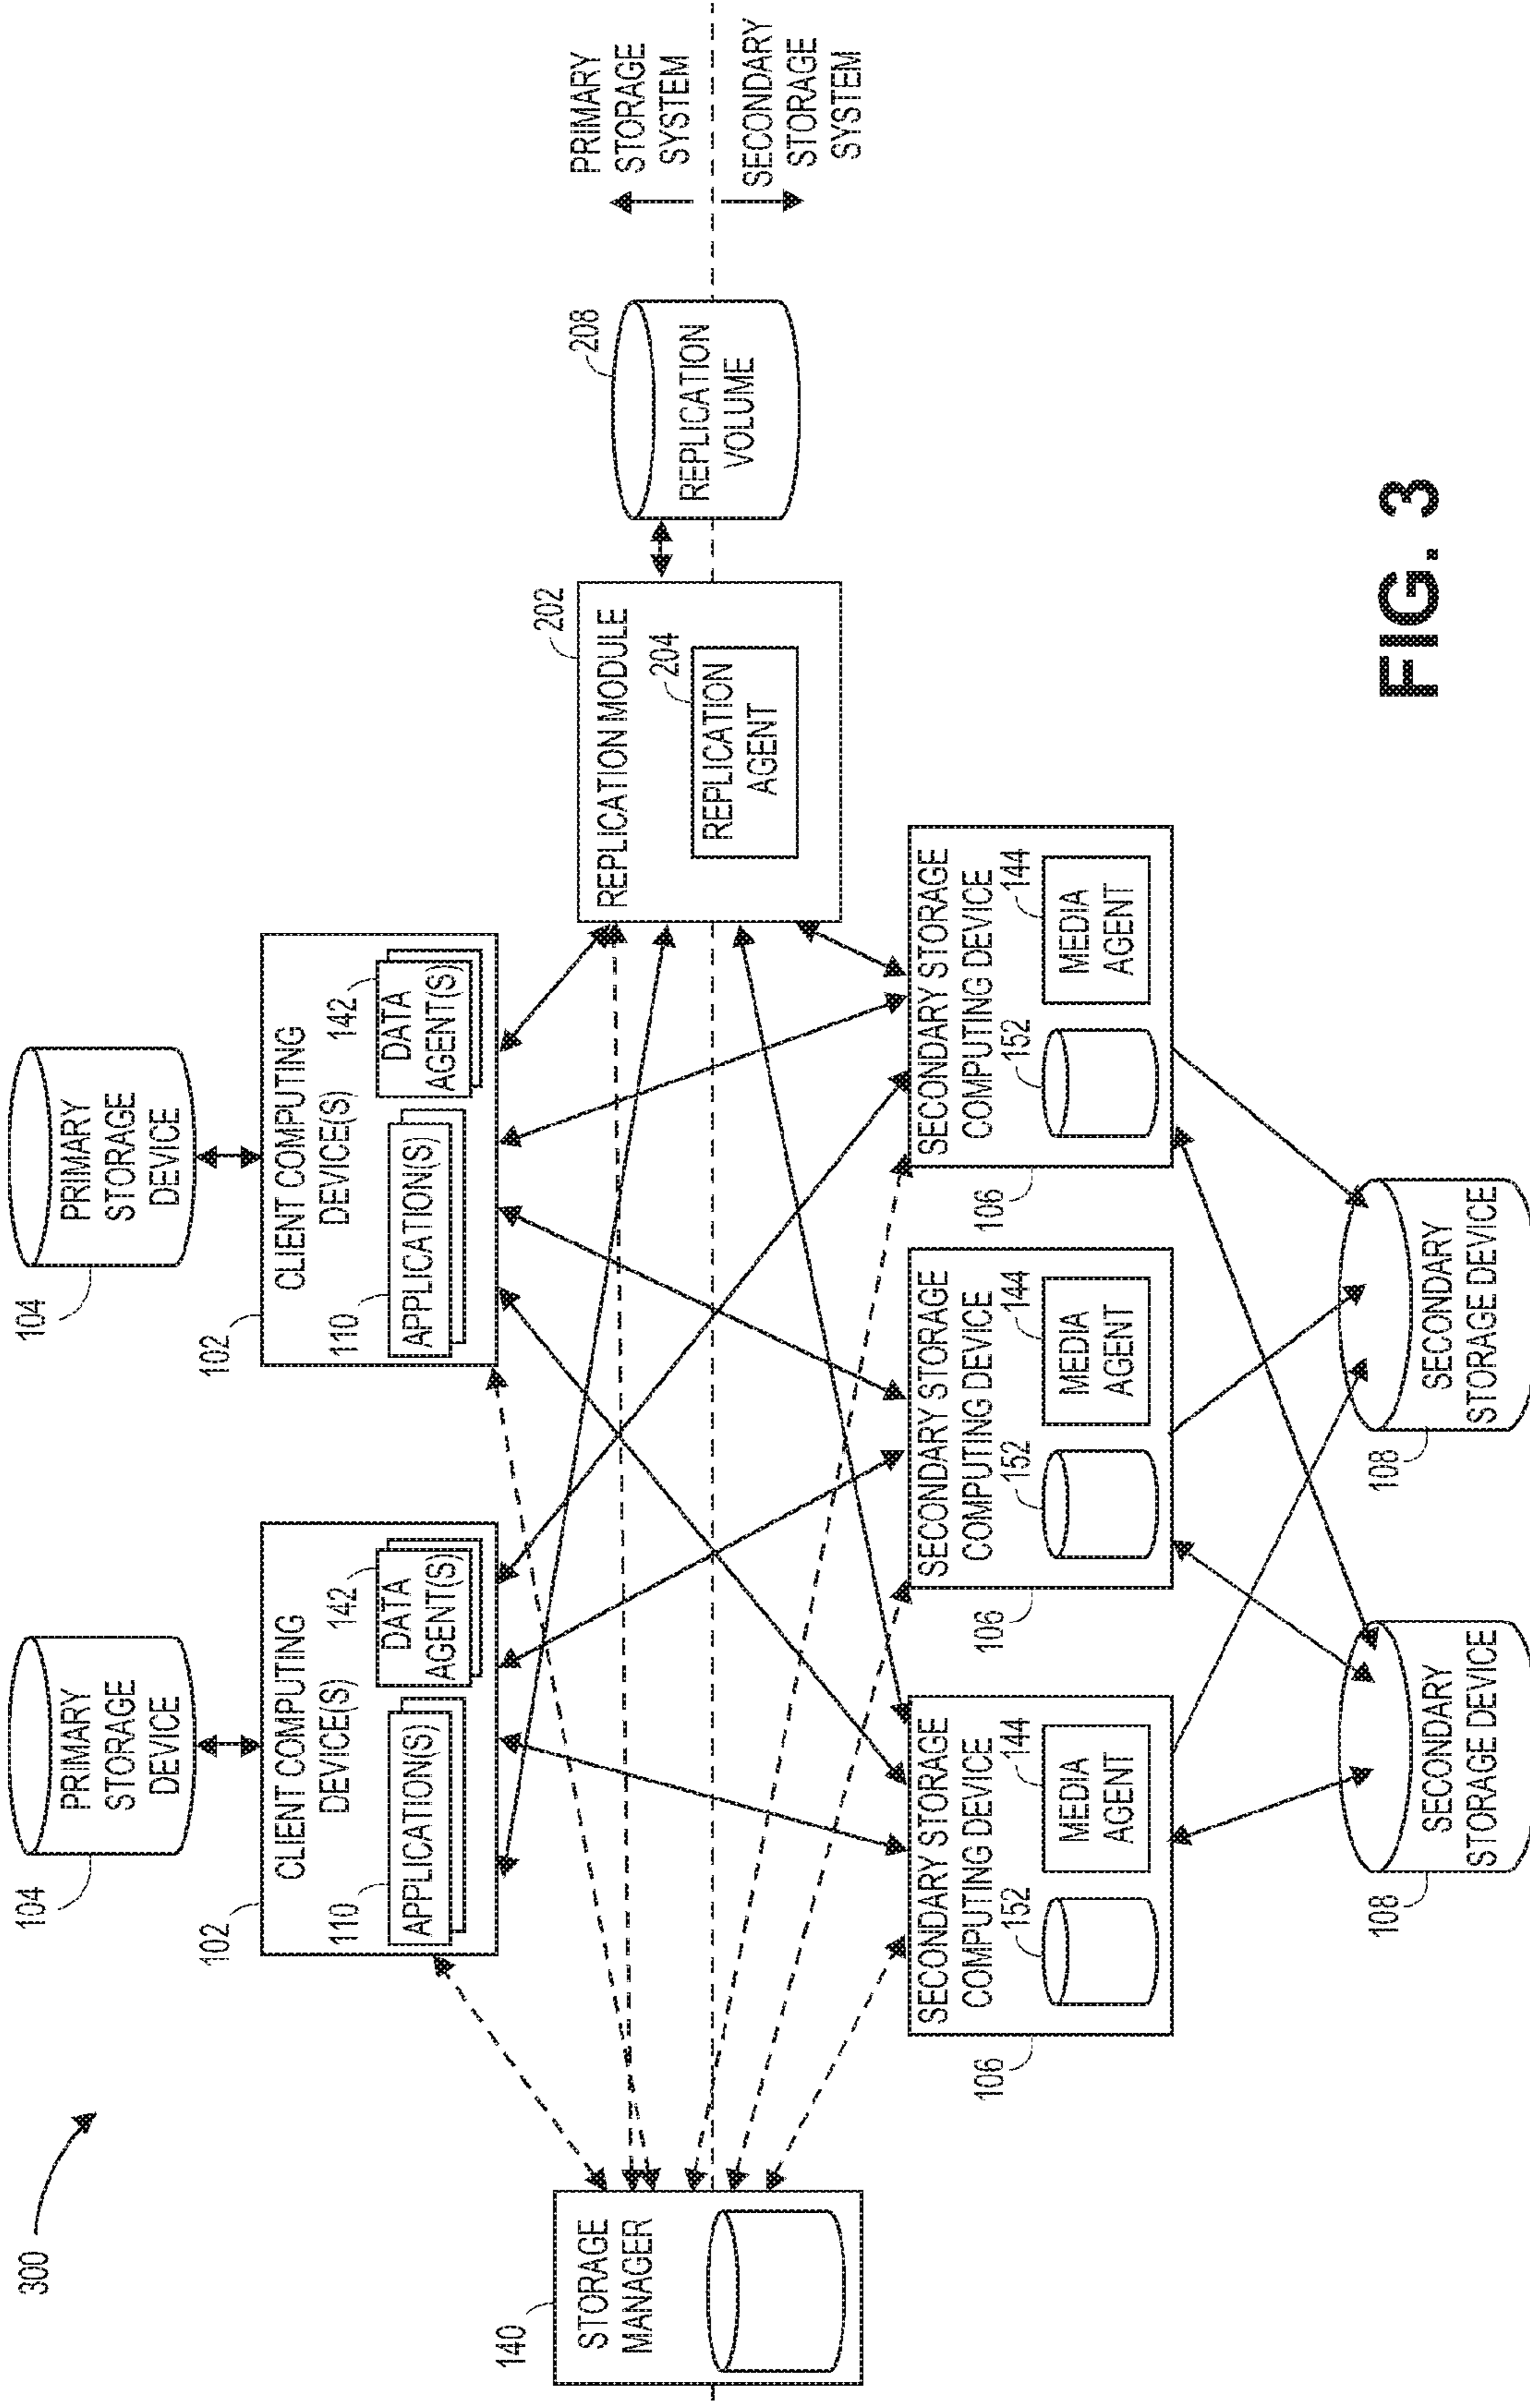 300
104
PRIMARY
STORAGE
DEVICE
104
PRIMARY
STORAGE
DEVICE
102
CLIENT COMPUTING
DEVICE(S)
110
142
APPLICATION(S)
DATA
AGENT(S)
102
CLIENT COMPUTING
DEVICE(S)
110
142
APPLICATION(S)
DATA
AGENT(S)
140
STORAGE
MANAGER
202
REPLICATION MODULE
204
REPLICATION
AGENT
208
REPLICATION
VOLUME
PRIMARY
STORAGE
SYSTEM
SECONDARY
STORAGE
SYSTEM
106
SECONDARY STORAGE
COMPUTING DEVICE
152
144
MEDIA
AGENT
106
SECONDARY STORAGE
COMPUTING DEVICE
152
144
MEDIA
AGENT
106
SECONDARY STORAGE
COMPUTING DEVICE
152
144
MEDIA
AGENT
108
SECONDARY
STORAGE DEVICE
108
SECONDARY
STORAGE DEVICE
FIG. 3